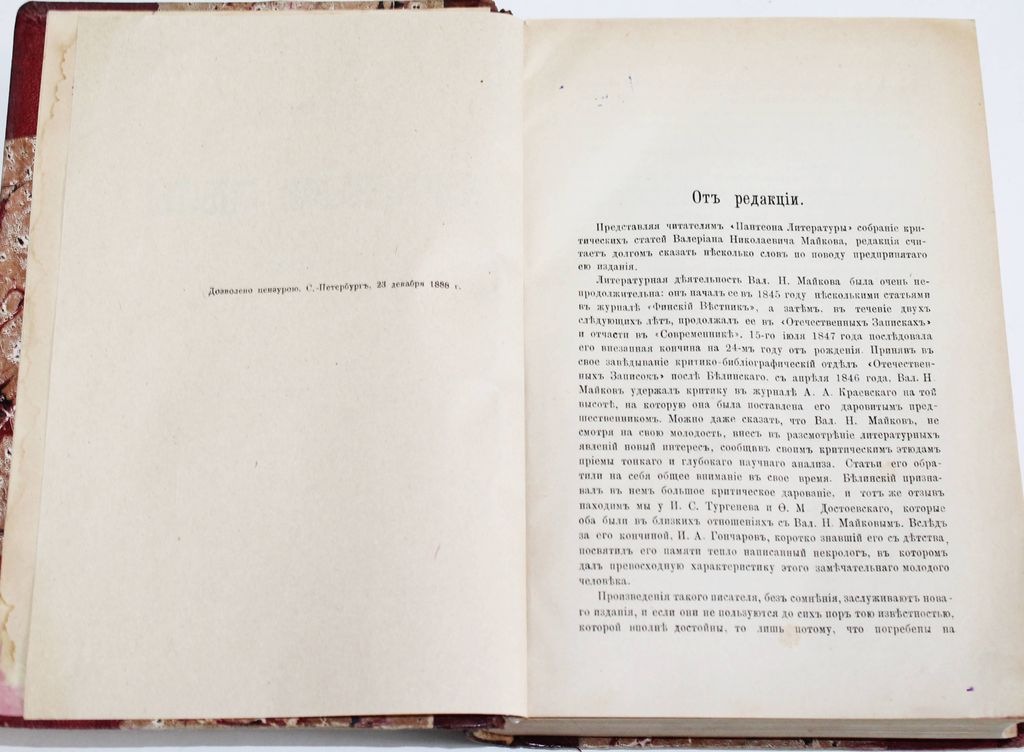 Дозволено цензурою. С.-Петербургъ, 23 декабря 1888 г.
Отъ редакціи.
Представляя читателямъ «Пантеона Литературы» собраніе кри-
тическихъ статей Валеріана Николаевича Майкова, редакція счи-
таетъ долгомъ сказать нѣсколько словъ по поводу предпринятаго
ею изданія.
Литературная дѣятельность Вал. Н. Майкова была очень не-
продолжительна: онъ началъ ее въ 1845 году нѣсколькими статьями
въ журналѣ «Финскій Вѣстникъ», а затѣмъ, въ теченіе двухъ
слѣдующихъ лѣтъ, продолжалъ ее въ «Отечественныхъ Запискахъ»
и отчасти въ «Современникѣ». 15-го іюля 1847 года послѣдовала
его внезапная кончина на 24-мъ году отъ рожденія. Принявъ въ
свое завѣдываніе критико-библіографическій отдѣлъ «Отечествен-
ныхъ Записокъ» послѣ Бѣлинскаго, съ апрѣля 1846 года, Вал. Н.
Майковъ удержалъ критику въ журналѣ А. А. Краевскаго на той
высотѣ, на которую она была поставлена его даровитымъ пред-
шественникомъ. Можно даже сказать, что Вал. Н. Майковъ, не
смотря на свою молодость, внесъ въ разсмотрѣніе литературныхъ
явленій новый интересъ, сообщивъ своимъ критическимъ этюдамъ
пріемы тонкаго и глубокаго научнаго анализа. Статьи его обра-
тили на себя общее вниманіе въ свое время. Бѣлинскій призна-
валъ въ немъ большое критическое дарованіе, и тотъ же отзывъ
находимъ мы у И. С. Тургенева и Ѳ. М. Достоевскаго, которые
оба были въ близкихъ отношеніяхъ съ Вал. Н. Майковымъ. Вслѣдъ
за его кончиной, И. А. Гончаровъ, коротко знавшій его съ дѣтства,
посвятилъ его памяти тепло написанный некрологъ, въ которомъ
далъ превосходную характеристику этого замѣчательнаго молодого
человѣка.
Произведенія такого писателя, безъ сомнѣнія, заслуживаютъ нова-
го изданія, и если они не пользуются до сихъ поръ тою извѣстностью,
которой вполнѣ достойны, то лишь потому, что погребены на